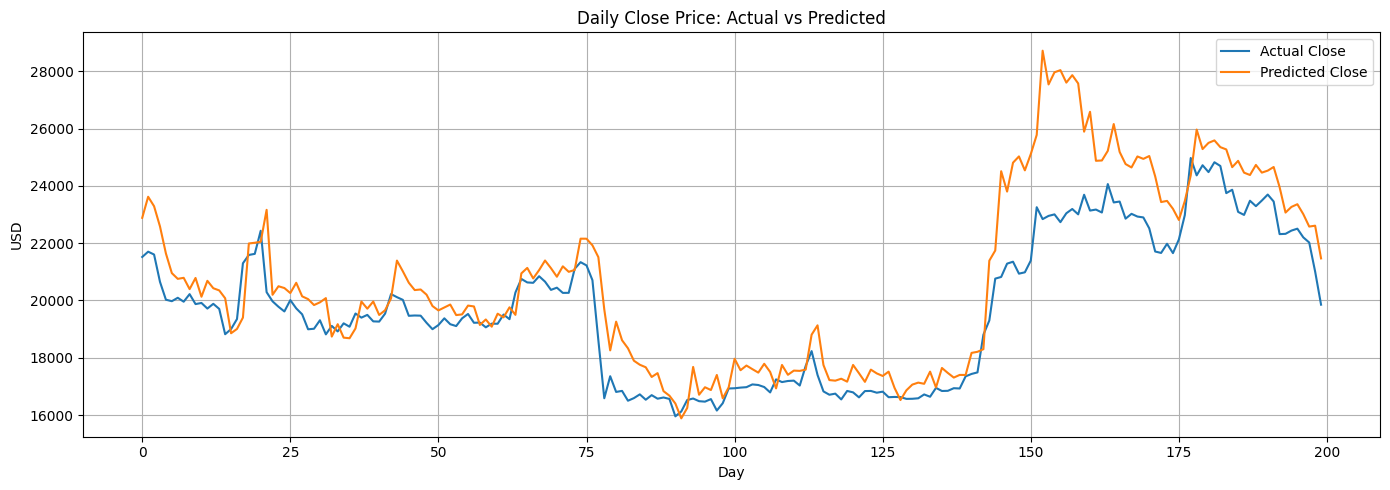 Daily Close Price: Actual vs Predicted
Actual Close
Predicted Close
USD
28000
26000
24000
22000
20000
18000
16000
0 25 50 75 100 125 150 175 200
Day